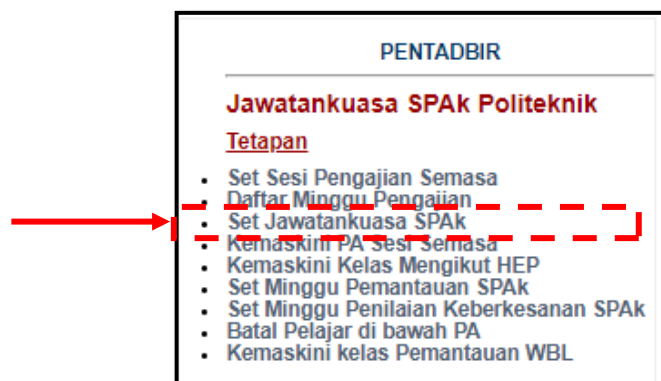 PENTADBIR
Jawatankuasa SPAk Politeknik
Tetapan
• Set Sesi Pengajian Semasa
• Daftar Minggu Pengajian
• Set Jawatankuasa SPAk
• Kemaskini PA Sesi Semasa
• Kemaskini Kelas Mengikut HEP
• Set Minggu Pemantauan SPAk
• Set Minggu Penilaian Keberkesanan SPAk
• Batal Pelajar di bawah PA
• Kemaskini kelas Pemantauan WBL